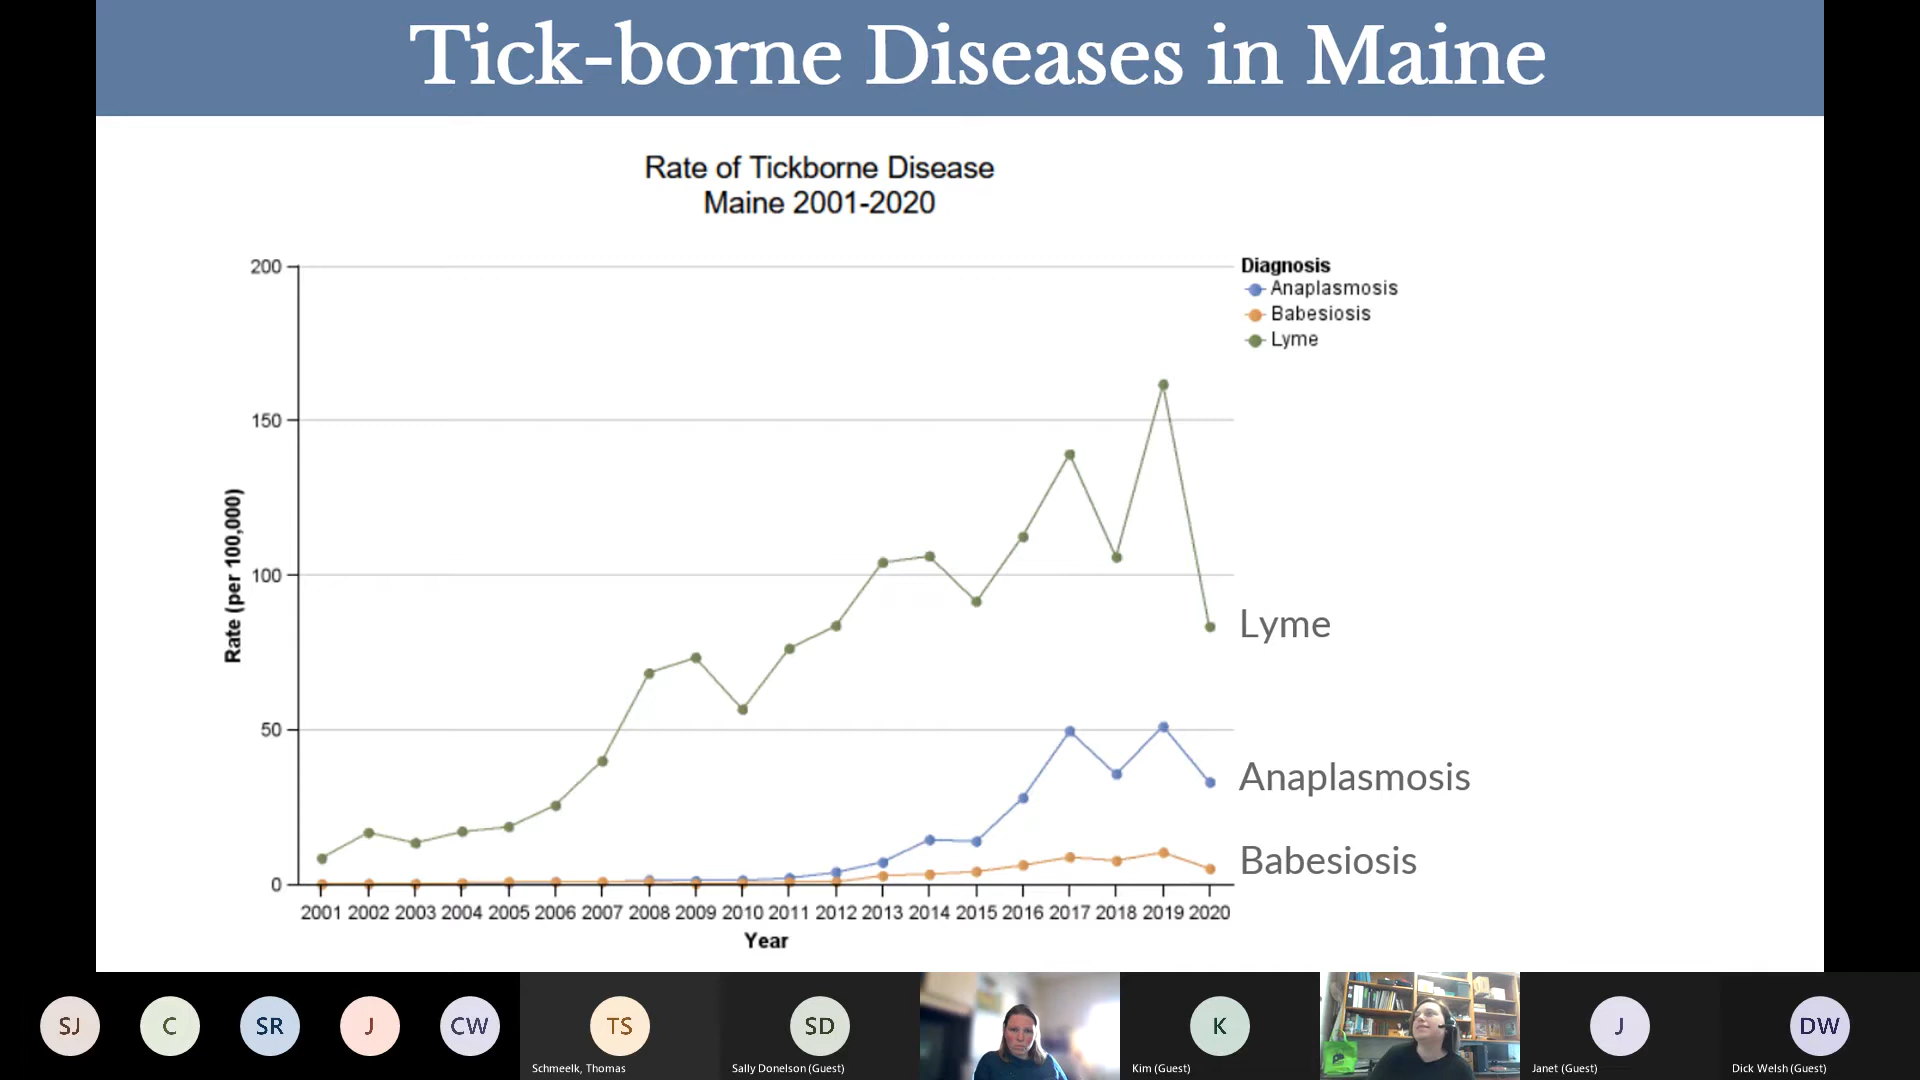 Tick-borne Diseases in Maine
Rate of Tickborne Disease
Maine 2001-2020
Diagnosis
Anaplasmosis
Babesiosis
Lyme
200
150
100
50
0
Rate (per 100,000)
Lyme
Anaplasmosis
Babesiosis
2001 2002 2003 2004 2005 2006 2007 2008 2009 2010 2011 2012 2013 2014 2015 2016 2017 2018 2019 2020
Year
SJ C SR J CW TS SD K J DW
Schmeelk, Thomas
Sally Donelson (Guest)
Kim (Guest)
Janet (Guest)
Dick Welsh (Guest)